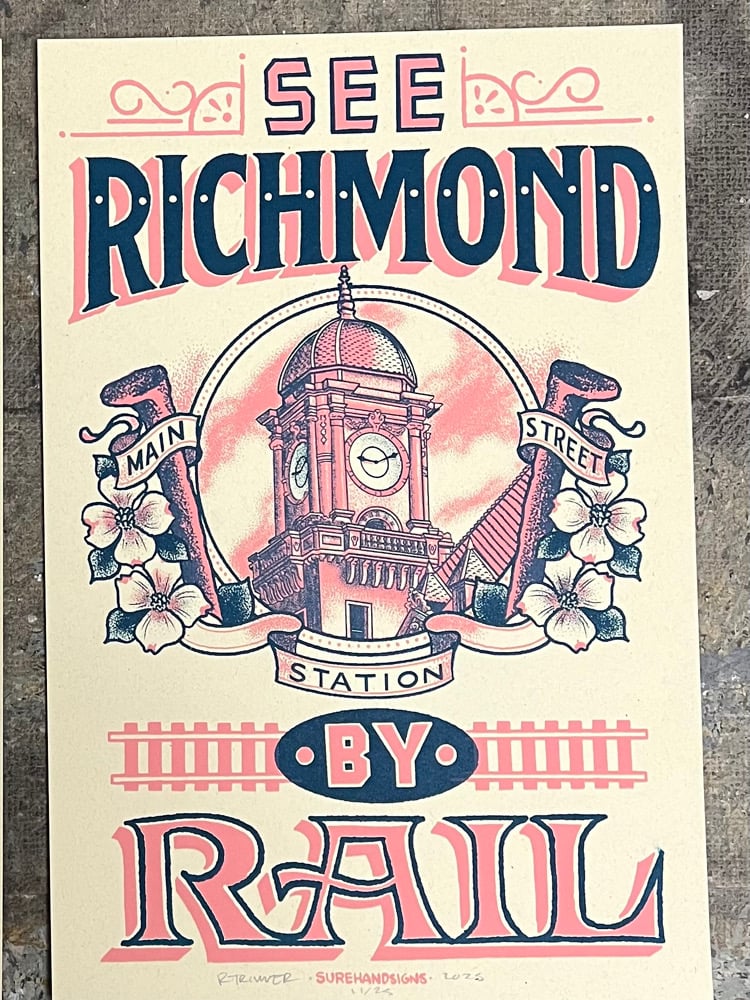 SEE
RICHMOND
MAIN STREET
STATION
•BY•
RAIL
• SUREHANDSIGNS •